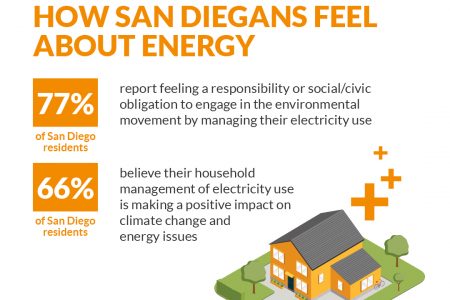 HOW SAN DIEGANS FEEL
ABOUT ENERGY
77%
of San Diego
residents
report feeling a responsibility or social/civic
obligation to engage in the environmental
movement by managing their electricity use
66%
of San Diego
residents
believe their household
management of electricity use
is making a positive impact on
climate change and
energy issues